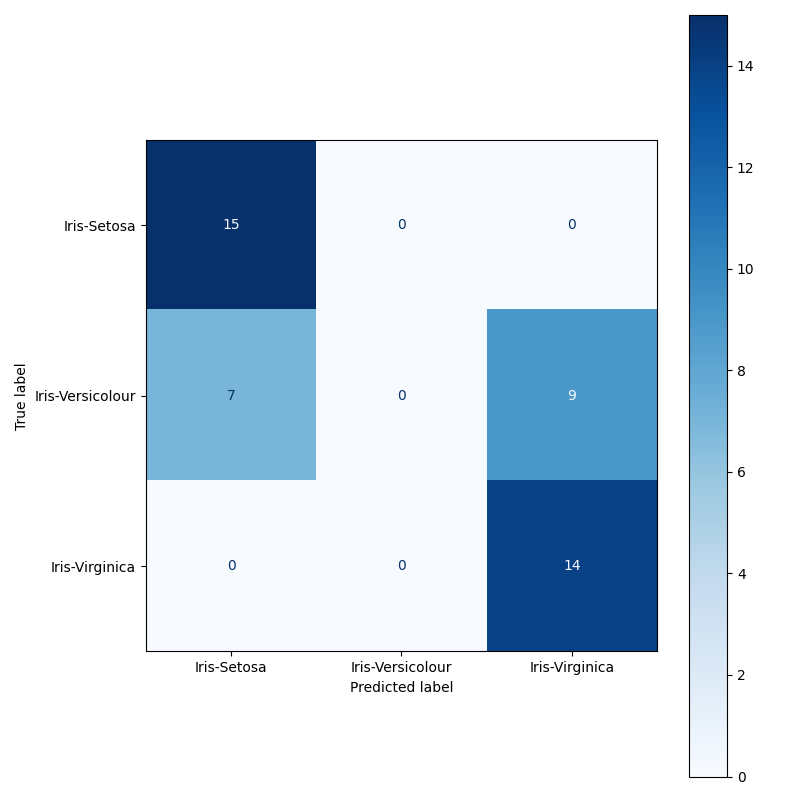 Iris-Setosa
15
0
0
Iris-Versicolour
7
0
9
Iris-Virginica
0
0
14
Iris-Setosa
Iris-Versicolour
Iris-Virginica
Predicted label
True label
14
12
10
8
6
4
2
0